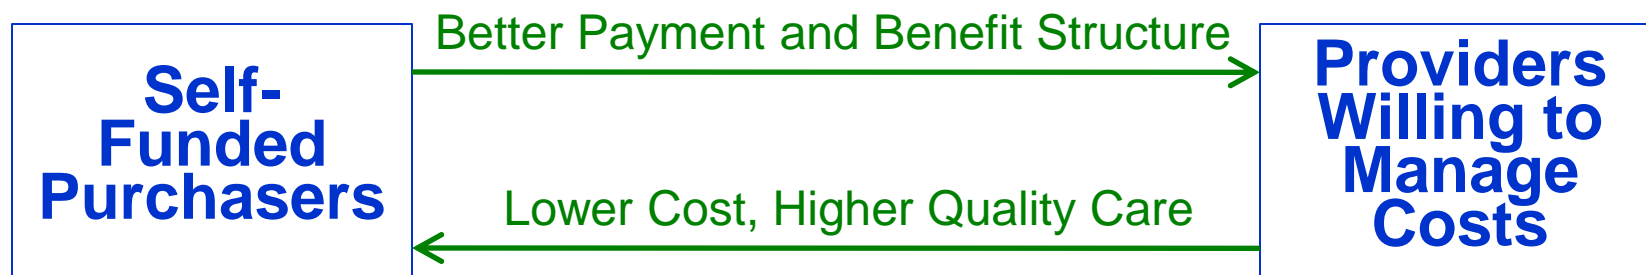 Self-
Funded
Purchasers
Better Payment and Benefit Structure
Lower Cost, Higher Quality Care
Providers
Willing to
Manage
Costs